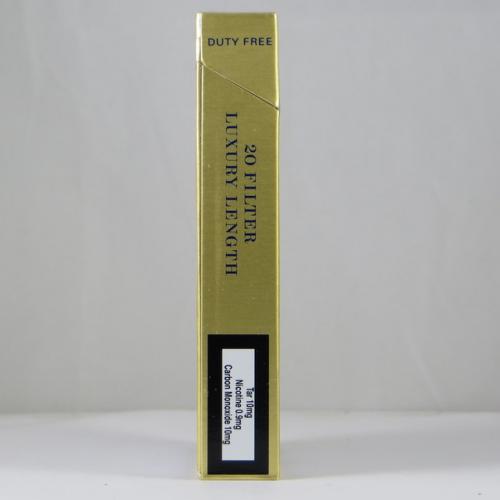 DUTY FREE
20 FILTER
LUXURY LENGTH
Tar 10mg
Nicotine 0.9mg
Carbon Monoxide 10mg